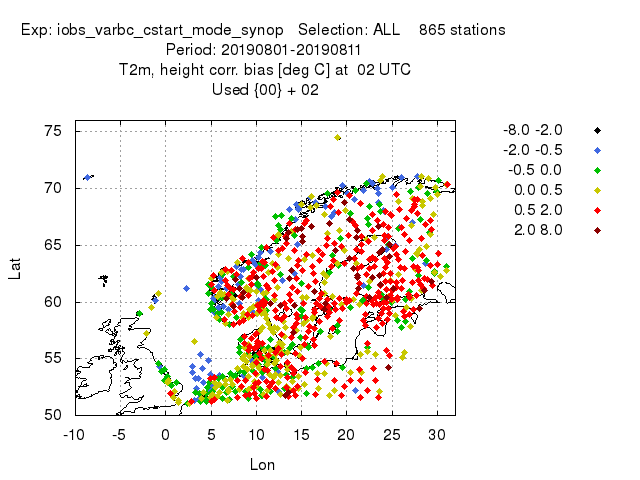 Exp: iobs_varbc_cstart_mode_synop   Selection: ALL    865 stations
Period: 20190801-20190811
T2m, height corr. bias [deg C] at  02 UTC
Used {00} + 02
-8.0 -2.0
-2.0 -0.5
-0.5 0.0
0.0 0.5
0.5 2.0
2.0 8.0
75
70
65
60
55
50
Lat
-10 -5 0 5 10 15 20 25 30
Lon